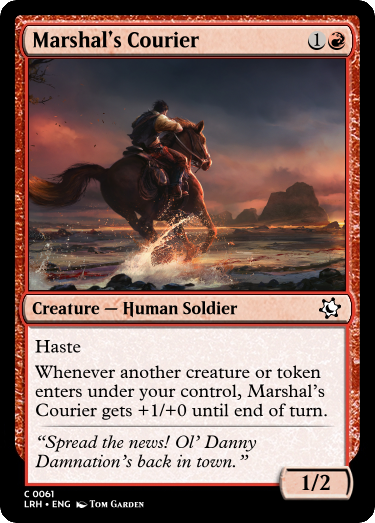 Marshal's Courier 1
Creature — Human Soldier
Haste
Whenever another creature or token
enters under your control, Marshal's
Courier gets +1/+0 until end of turn.
“Spread the news! Ol' Danny
Damnation's back in town.”
1/2
C 0061
LRH • ENG Tom Garden